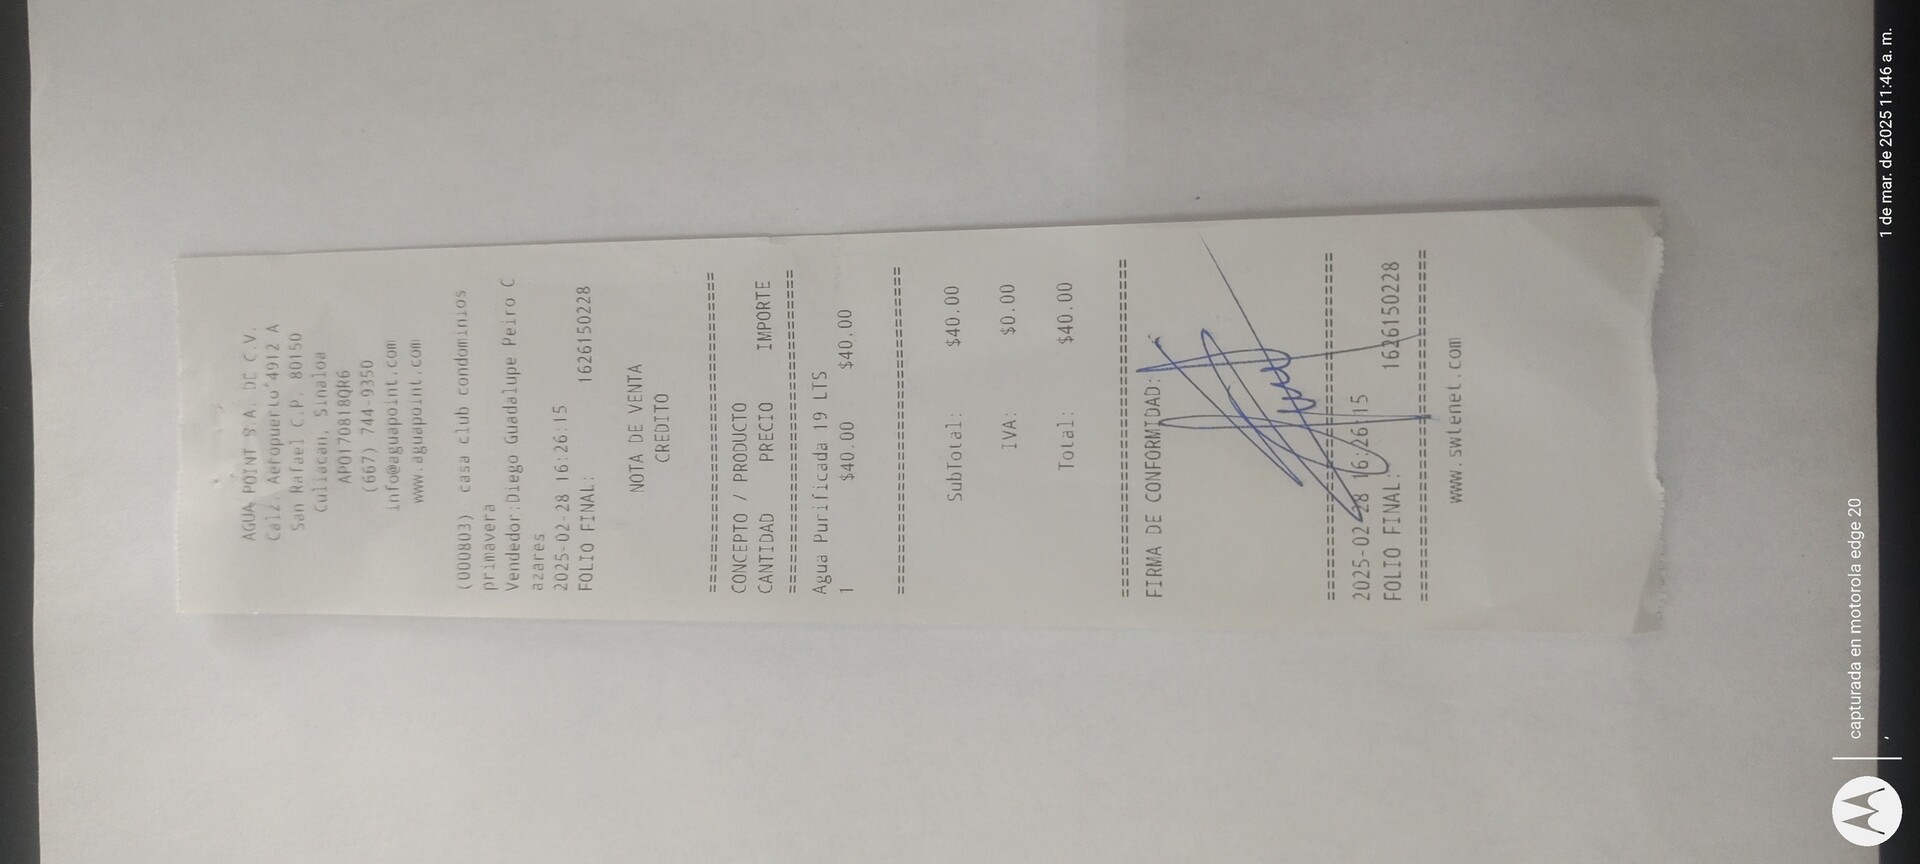 AGUA POINT S.A. DE C.V.
Calz. Aeropuerto 4912 A
San Rafael C.P. 80150
Culiacan, Sinaloa
APO170818QR6
(667) 744-9350
info@aguapoint.com
www.aguapoint.com
(000803) casa club condominios
primavera
Vendedor:Diego Guadalupe Peiro C
azares
2025-02-28 16:26:15
FOLIO FINAL: 1626150228
NOTA DE VENTA
CREDITO
================================
CONCEPTO / PRODUCTO
CANTIDAD PRECIO IMPORTE
================================
Agua Purificada 19 LTS
1 $40.00 $40.00
================================
SubTotal: $40.00
IVA: $0.00
Total: $40.00
================================
FIRMA DE CONFORMIDAD:
================================
2025-02-28 16:26:15
FOLIO FINAL: 1626150228
================================
www.swtenet.com
capturada en motorola edge 20
1 de mar. de 2025 11:46 a. m.